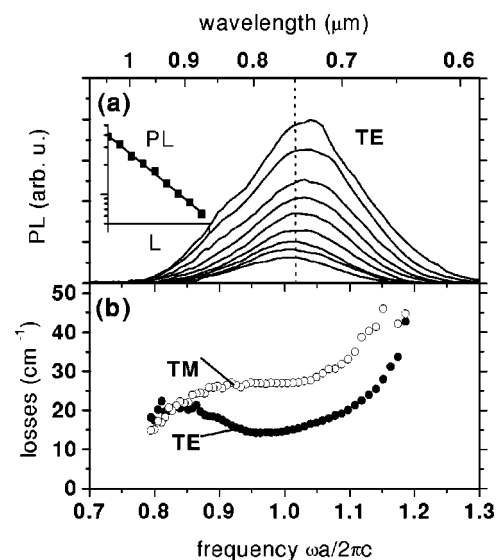 wavelength (μm)
1 0.9 0.8 0.7 0.6
(a)
PL
TE
L
PL (arb. u.)
(b)
50
40
30
20
10
0
TM
TE
losses (cm⁻¹)
0.7 0.8 0.9 1.0 1.1 1.2 1.3
frequency ωa/2πc